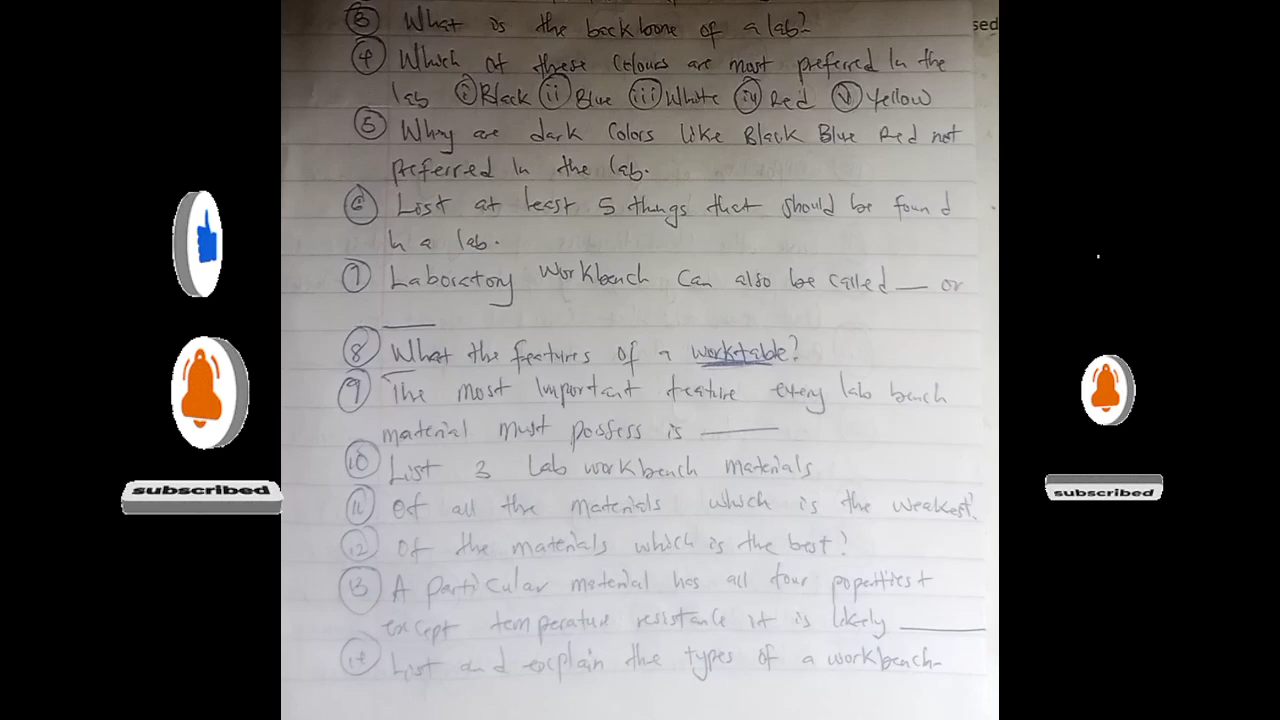 ③ What is the backbone of a lab?
sed
④ Which of these Colours are most preferred In the
lab ⓘ Black ⓘⓘ Blue ⓘⓘⓘ White ⓘⓥ Red ⓥ Yellow
⑤ Why are dark Colors like Black Blue Red not
preferred In the lab.
⑥ List at least 5 things that should be found
In a lab.
⑦ Laboratory Workbench Can also be called ___ or
___
⑧ What the features of a worktable?
⑨ The most Important feature every lab bench
material must possess is ___
⑩ List 3 Lab workbench materials
⑪ Of all the materials which is the weakest?
⑫ Of the materials which is the best?
⑬ A particular material has all four
except temperature resistance it is likely ___
⑭ List and explain the types of a workbench-
subscribed
subscribed